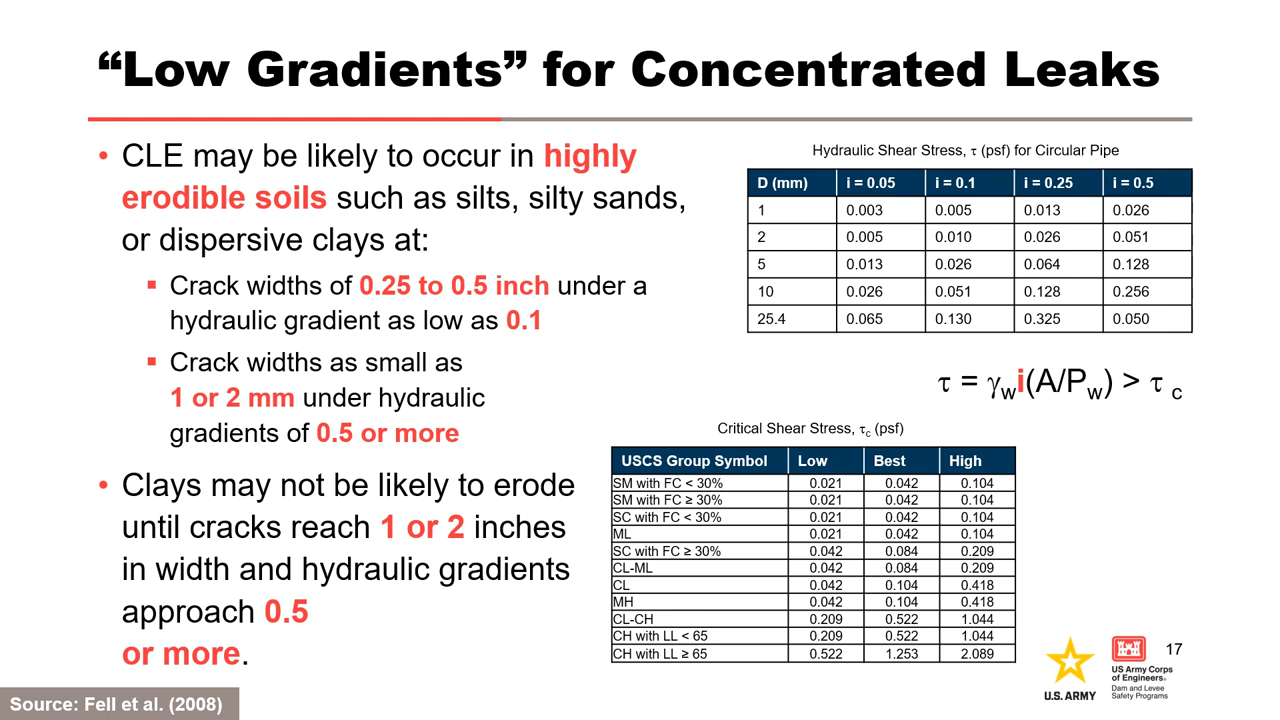 “Low Gradients” for Concentrated Leaks
• CLE may be likely to occur in highly
erodible soils such as silts, silty sands,
or dispersive clays at:
▪ Crack widths of 0.25 to 0.5 inch under a
hydraulic gradient as low as 0.1
▪ Crack widths as small as
1 or 2 mm under hydraulic
gradients of 0.5 or more
• Clays may not be likely to erode
until cracks reach 1 or 2 inches
in width and hydraulic gradients
approach 0.5
or more.
Hydraulic Shear Stress, τ (psf) for Circular Pipe
D (mm) i = 0.05 i = 0.1 i = 0.25 i = 0.5
1 0.003 0.005 0.013 0.026
2 0.005 0.010 0.026 0.051
5 0.013 0.026 0.064 0.128
10 0.026 0.051 0.128 0.256
25.4 0.065 0.130 0.325 0.050
τ = γwi(A/Pw) > τ c
Critical Shear Stress, τc (psf)
USCS Group Symbol Low Best High
SM with FC < 30% 0.021 0.042 0.104
SM with FC ≥ 30% 0.021 0.042 0.104
SC with FC < 30% 0.021 0.042 0.104
ML 0.021 0.042 0.104
SC with FC ≥ 30% 0.042 0.084 0.209
CL-ML 0.042 0.084 0.209
CL 0.042 0.104 0.418
MH 0.042 0.104 0.418
CL-CH 0.209 0.522 1.044
CH with LL < 65 0.209 0.522 1.044
CH with LL ≥ 65 0.522 1.253 2.089
17
U.S. ARMY
US Army Corps
of Engineers®
Dam and Levee
Safety Programs
Source: Fell et al. (2008)